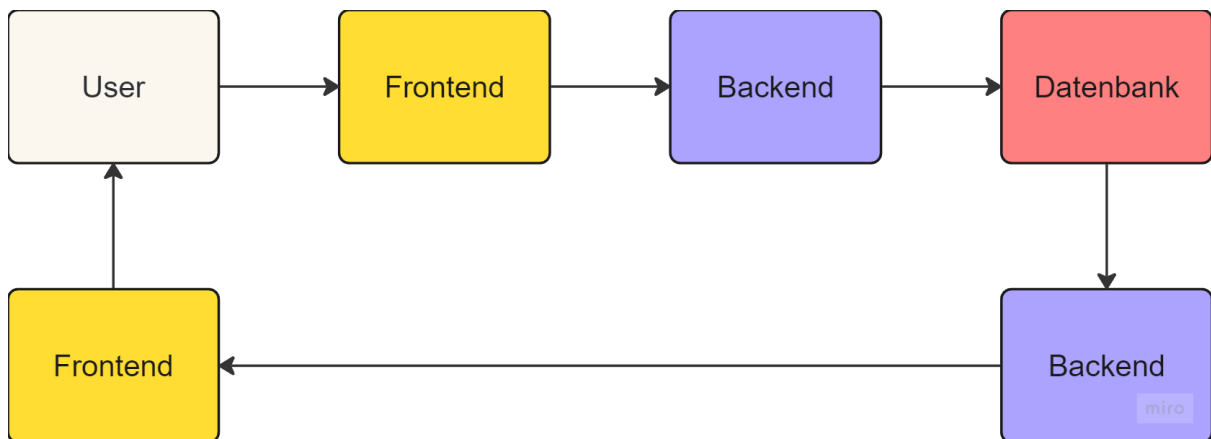 User
Frontend
Backend
Datenbank
Frontend
Backend
miro